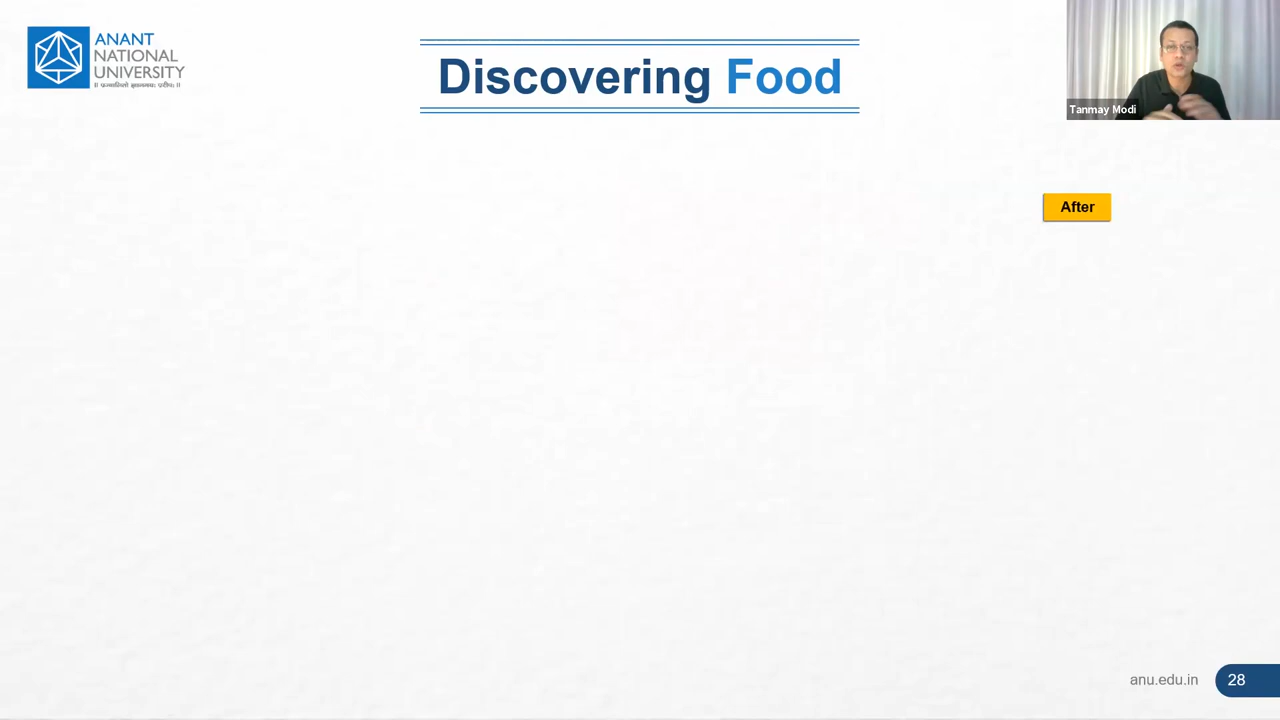 ANANT
NATIONAL
UNIVERSITY
Discovering Food
Tanmay Modi
After
anu.edu.in
28